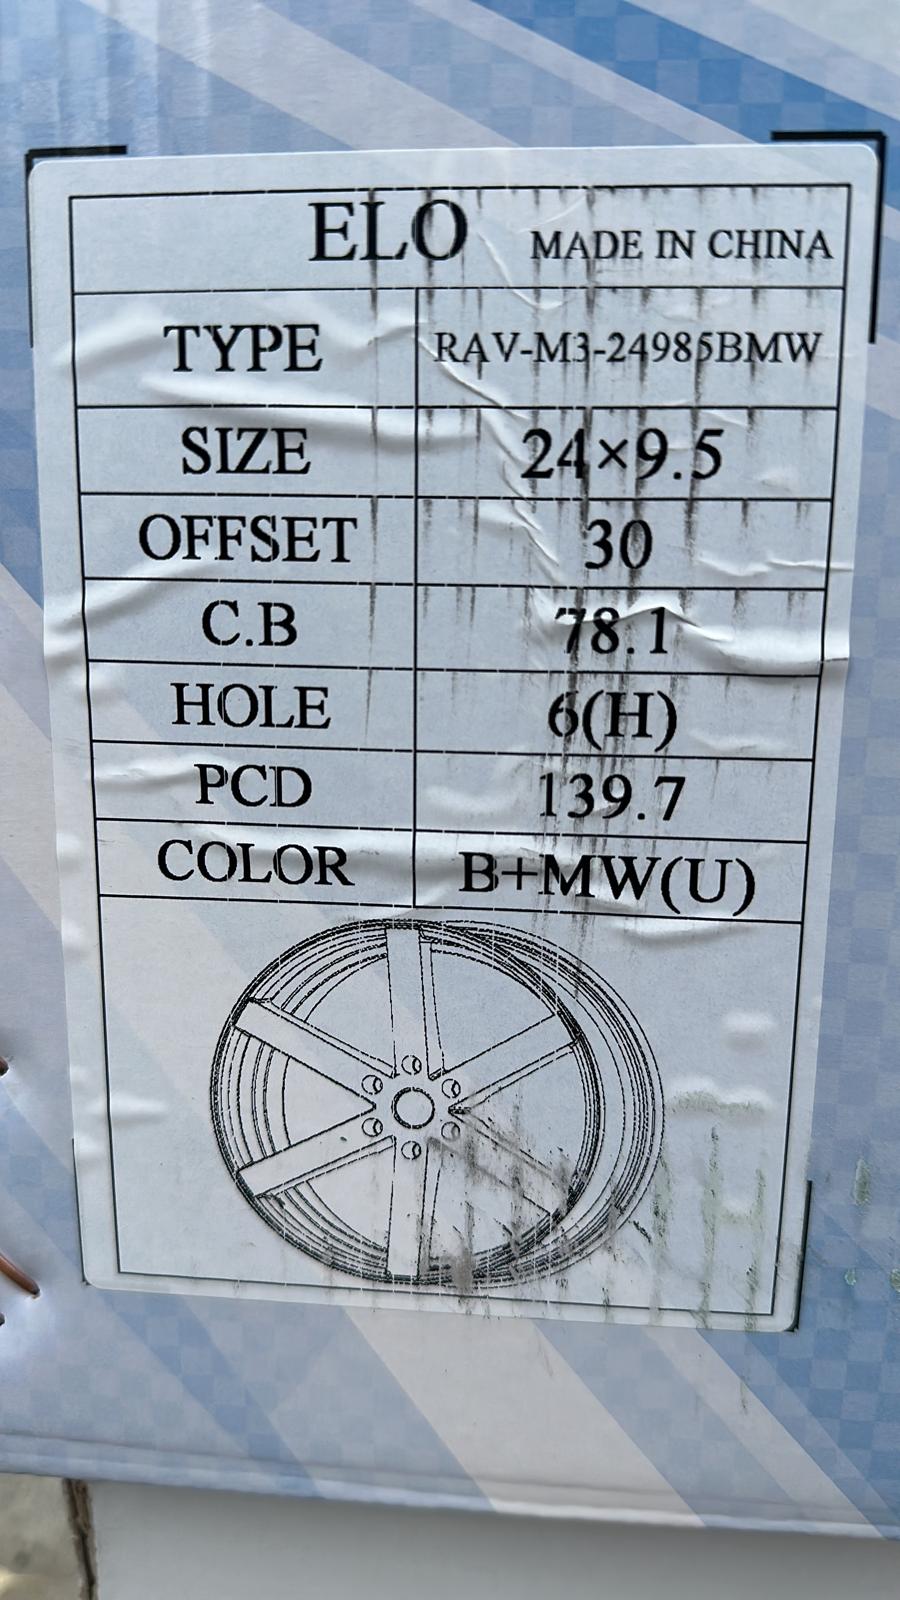 ELO MADE IN CHINA
TYPE RAV-M3-24985BMW
SIZE 24×9.5
OFFSET 30
C.B 78.1
HOLE 6(H)
PCD 139.7
COLOR B+MW(U)